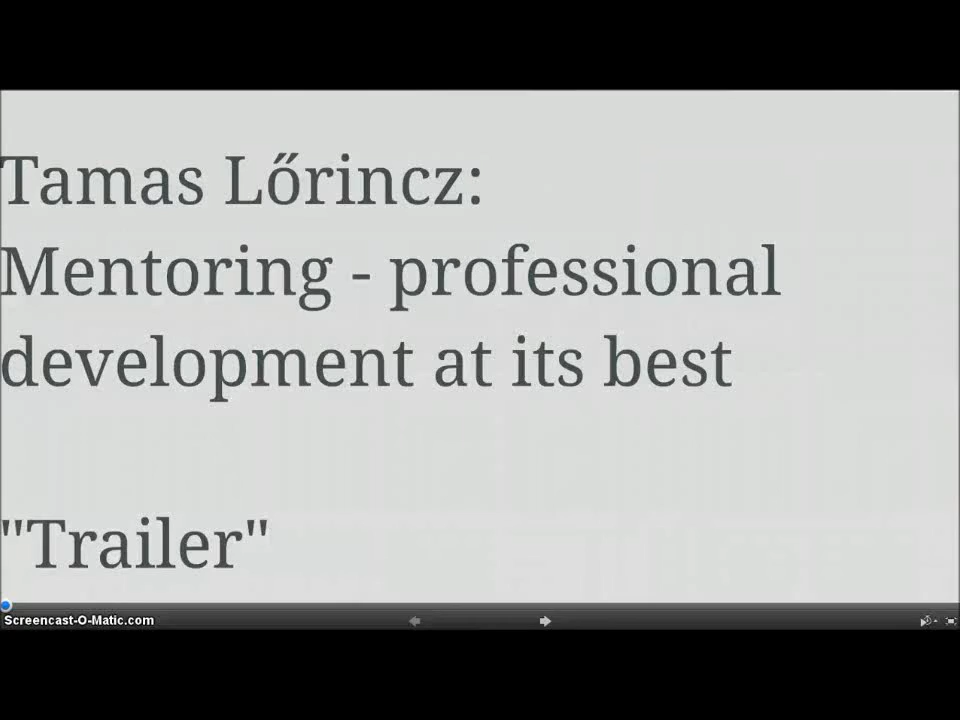 Tamas Lőrincz:
Mentoring - professional
development at its best
"Trailer"
Screencast-O-Matic.com